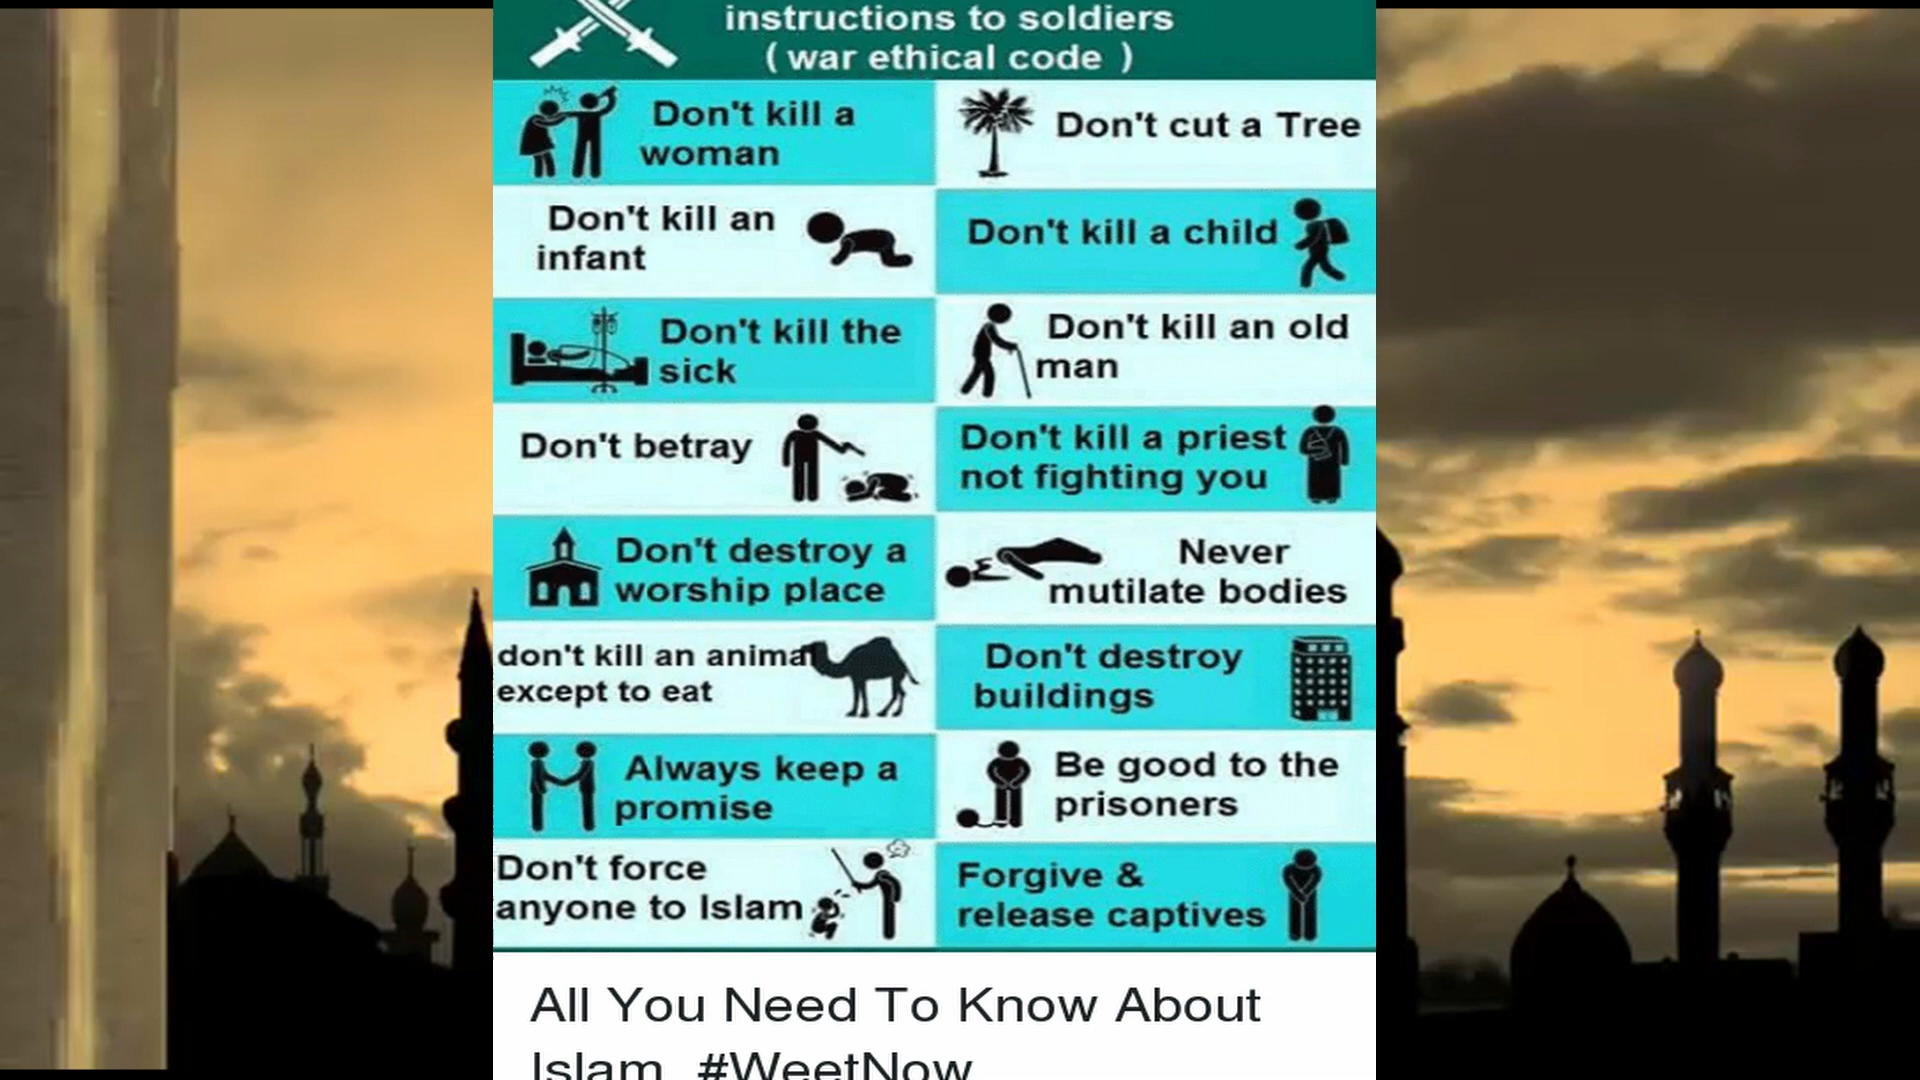 instructions to soldiers
( war ethical code )
Don't kill a
woman
Don't cut a Tree
Don't kill an
infant
Don't kill a child
Don't kill the
sick
Don't kill an old
man
Don't betray
Don't kill a priest
not fighting you
Don't destroy a
worship place
Never
mutilate bodies
don't kill an animal
except to eat
Don't destroy
buildings
Always keep a
promise
Be good to the
prisoners
Don't force
anyone to Islam
Forgive &
release captives
All You Need To Know About
Islam #WeetNow